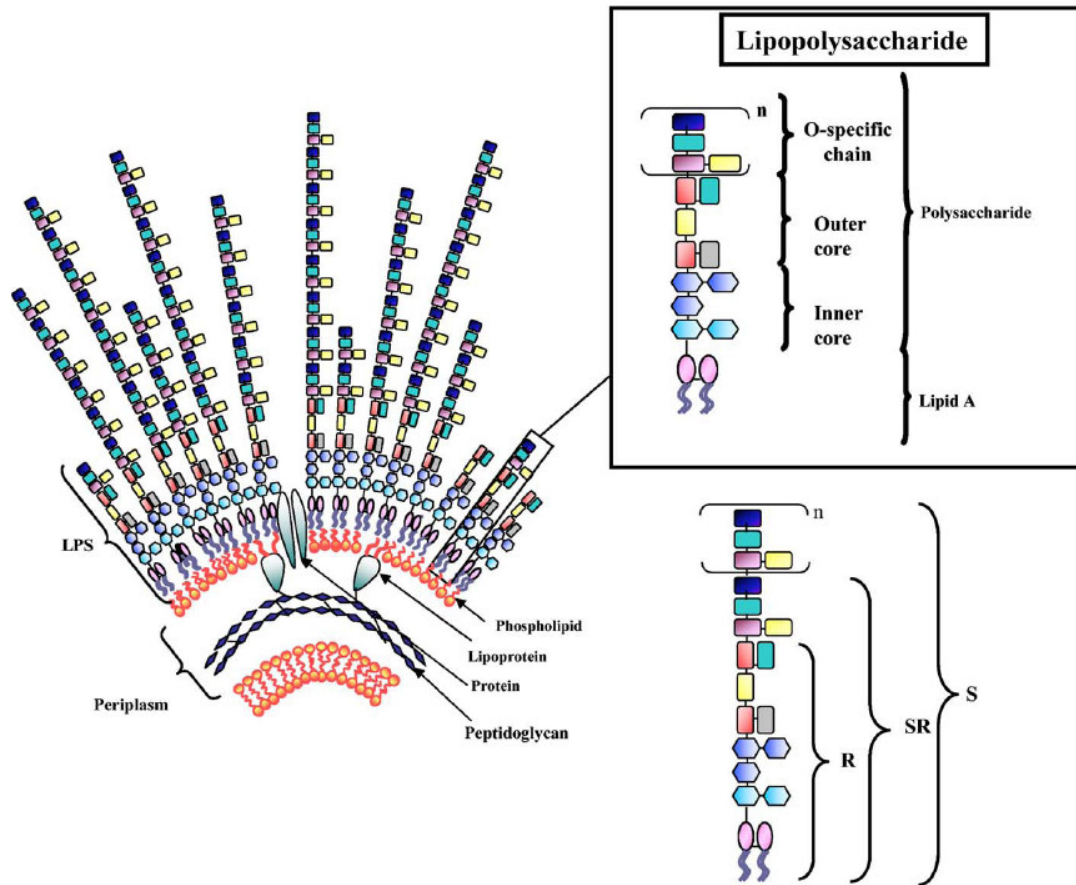 Lipopolysaccharide
n
O-specific
chain
Outer
core
Inner
core
Polysaccharide
Lipid A
LPS
Periplasm
Phospholipid
Lipoprotein
Protein
Peptidoglycan
n
R
SR
S